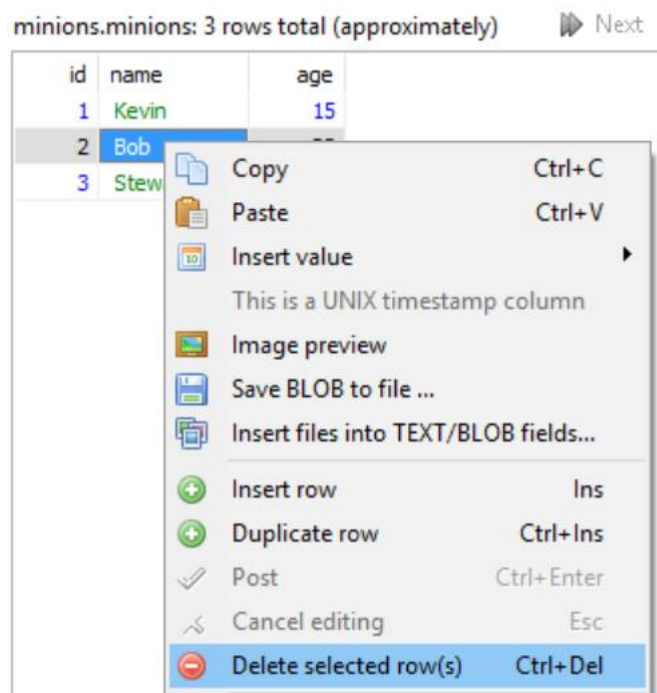 minions.minions: 3 rows total (approximately) Next
id name age
1 Kevin 15
2 Bob
3 Stew
Copy Ctrl+C
Paste Ctrl+V
Insert value
This is a UNIX timestamp column
Image preview
Save BLOB to file ...
Insert files into TEXT/BLOB fields...
Insert row Ins
Duplicate row Ctrl+Ins
Post Ctrl+Enter
Cancel editing Esc
Delete selected row(s) Ctrl+Del